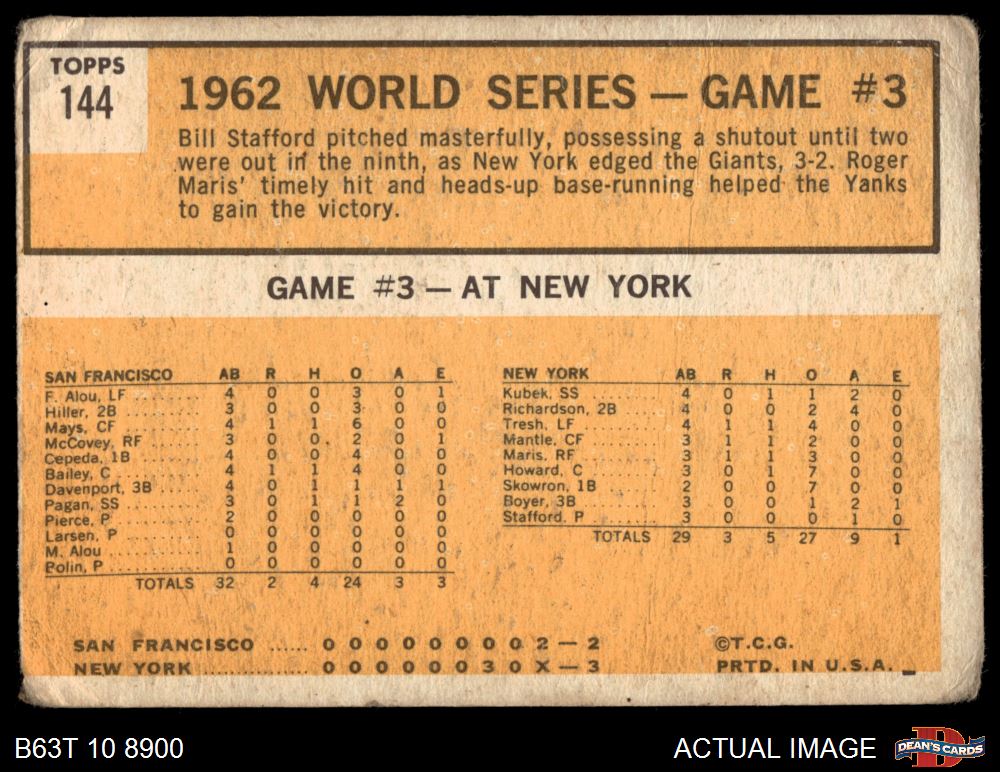 TOPPS
144
1962 WORLD SERIES — GAME #3
Bill Stafford pitched masterfully, possessing a shutout until two
were out in the ninth, as New York edged the Giants, 3-2. Roger
Maris' timely hit and heads-up base-running helped the Yanks
to gain the victory.
GAME #3 — AT NEW YORK
SAN FRANCISCO AB R H O A E
F. Alou, LF ........ 4 0 0 3 0 1
Hiller, 2B ........ 3 0 0 3 0 0
Mays, CF ........ 4 1 1 6 0 0
McCovey, RF ...... 3 0 0 2 0 1
Cepeda, 1B ....... 4 0 0 4 0 0
Bailey, C ........ 4 1 1 4 0 0
Davenport, 3B ..... 4 0 1 1 1 1
Pagan, SS ....... 3 0 1 1 2 0
Pierce, P ........ 2 0 0 0 0 0
Larsen, P ........ 0 0 0 0 0 0
M. Alou ........ 1 0 0 0 0 0
Polin, P ........ 0 0 0 0 0 0
TOTALS 32 2 4 24 3 3
NEW YORK AB R H O A E
Kubek, SS ........ 4 0 1 1 2 0
Richardson, 2B .... 4 0 0 2 4 0
Tresh, LF ........ 4 1 1 4 0 0
Mantle, CF ....... 3 1 1 2 0 0
Maris, RF ........ 3 1 1 3 0 0
Howard, C ........ 3 0 1 7 0 0
Skowron, 1B ...... 2 0 0 7 0 0
Boyer, 3B ........ 3 0 0 1 2 1
Stafford, P ....... 3 0 0 0 1 0
TOTALS 29 3 5 27 9 1
SAN FRANCISCO ...... 0 0 0 0 0 0 0 0 2 — 2
NEW YORK .............. 0 0 0 0 0 0 3 0 X — 3
©T.C.G.
PRTD. IN U.S.A.
B63T 10 8900
ACTUAL IMAGE
DEAN'S CARDS